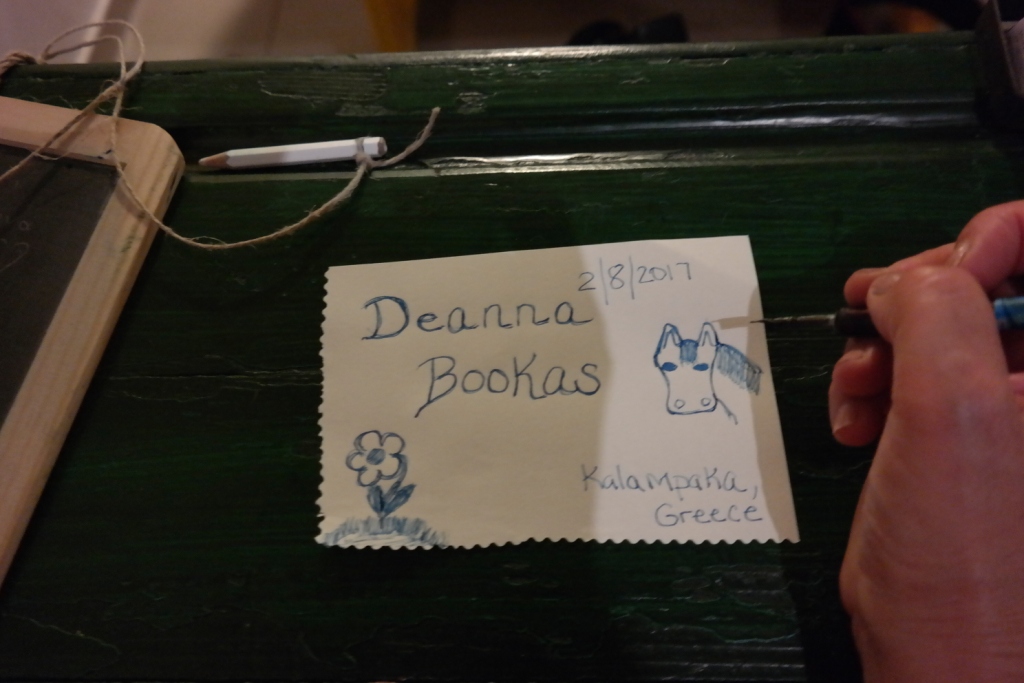 2/8/2017
Deanna
Bookas
Kalampaka,
Greece